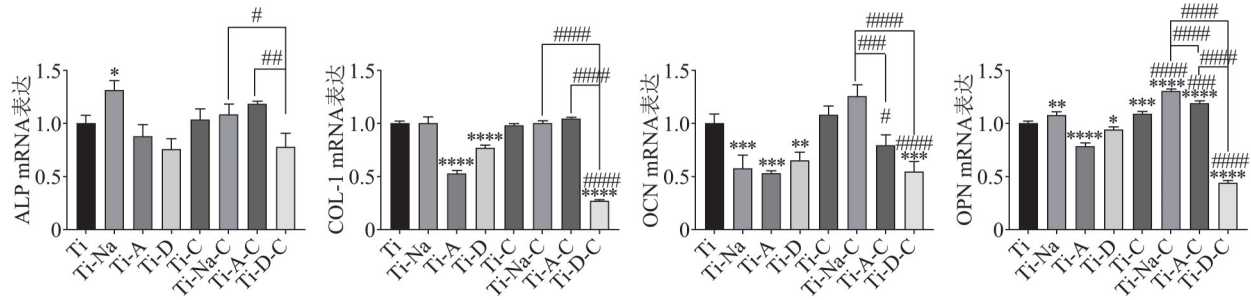 #
##
*
ALP mRNA表达
1.5
1.0
0.5
0
Ti
Ti-Na
Ti-A
Ti-D
Ti-C
Ti-Na-C
Ti-A-C
Ti-D-C
####
####
****
****
####
****
COL-1 mRNA表达
1.5
1.0
0.5
0
Ti
Ti-Na
Ti-A
Ti-D
Ti-C
Ti-Na-C
Ti-A-C
Ti-D-C
####
###
***
***
**
#
####
***
OCN mRNA表达
1.5
1.0
0.5
0
Ti
Ti-Na
Ti-A
Ti-D
Ti-C
Ti-Na-C
Ti-A-C
Ti-D-C
####
####
####
**
****
*
***
####
****
###
****
####
****
OPN mRNA表达
1.5
1.0
0.5
0
Ti
Ti-Na
Ti-A
Ti-D
Ti-C
Ti-Na-C
Ti-A-C
Ti-D-C